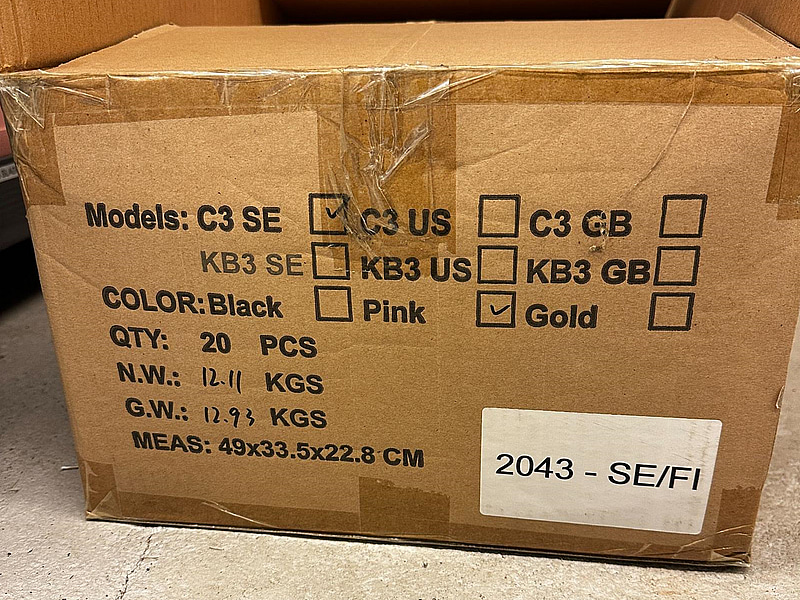 Models: C3 SE ☑ C3 US ☐ C3 GB ☐
KB3 SE ☐ KB3 US ☐ KB3 GB ☐
COLOR: Black ☐ Pink ☑ Gold ☐
QTY: 20 PCS
N.W.: 12.11 KGS
G.W.: 12.93 KGS
MEAS: 49x33.5x22.8 CM
2043 - SE/FI